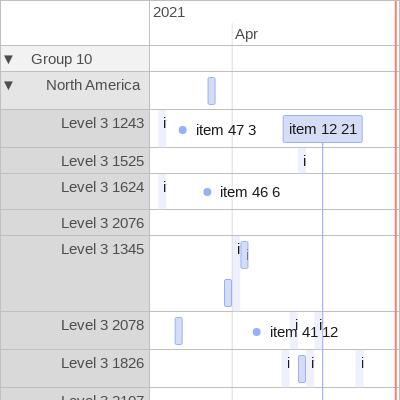 2021
Apr
▼ Group 10
▼ North America
Level 3 1243 i item 47 3 item 12 21
Level 3 1525 i
Level 3 1624 i item 46 6
Level 3 2076
Level 3 1345 i i
Level 3 2078 item 41 12 i i
Level 3 1826 i i i
Level 3 2107